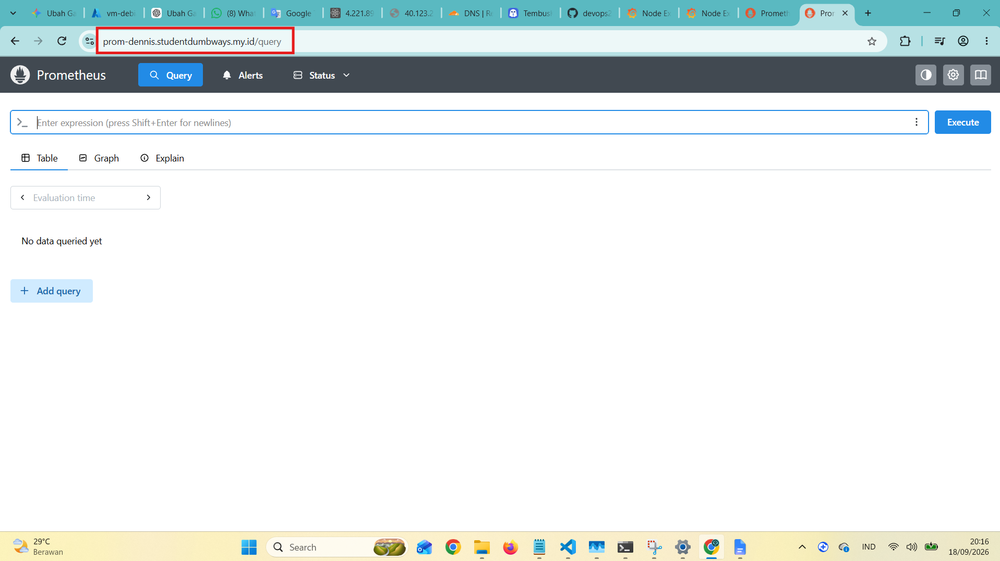 Ubah Ga
vm-debi
Ubah Ga
(8) What
Google T
4.221.89
40.123.2
DNS | Re
Tembush
devops2
Node Ex
Node Ex
Prometh
Pron
prom-dennis.studentdumbways.my.id/query
Prometheus
Query
Alerts
Status
Enter expression (press Shift+Enter for newlines)
Execute
Table
Graph
Explain
Evaluation time
No data queried yet
Add query
29°C
Berawan
Search
IND
20:16
18/09/2026